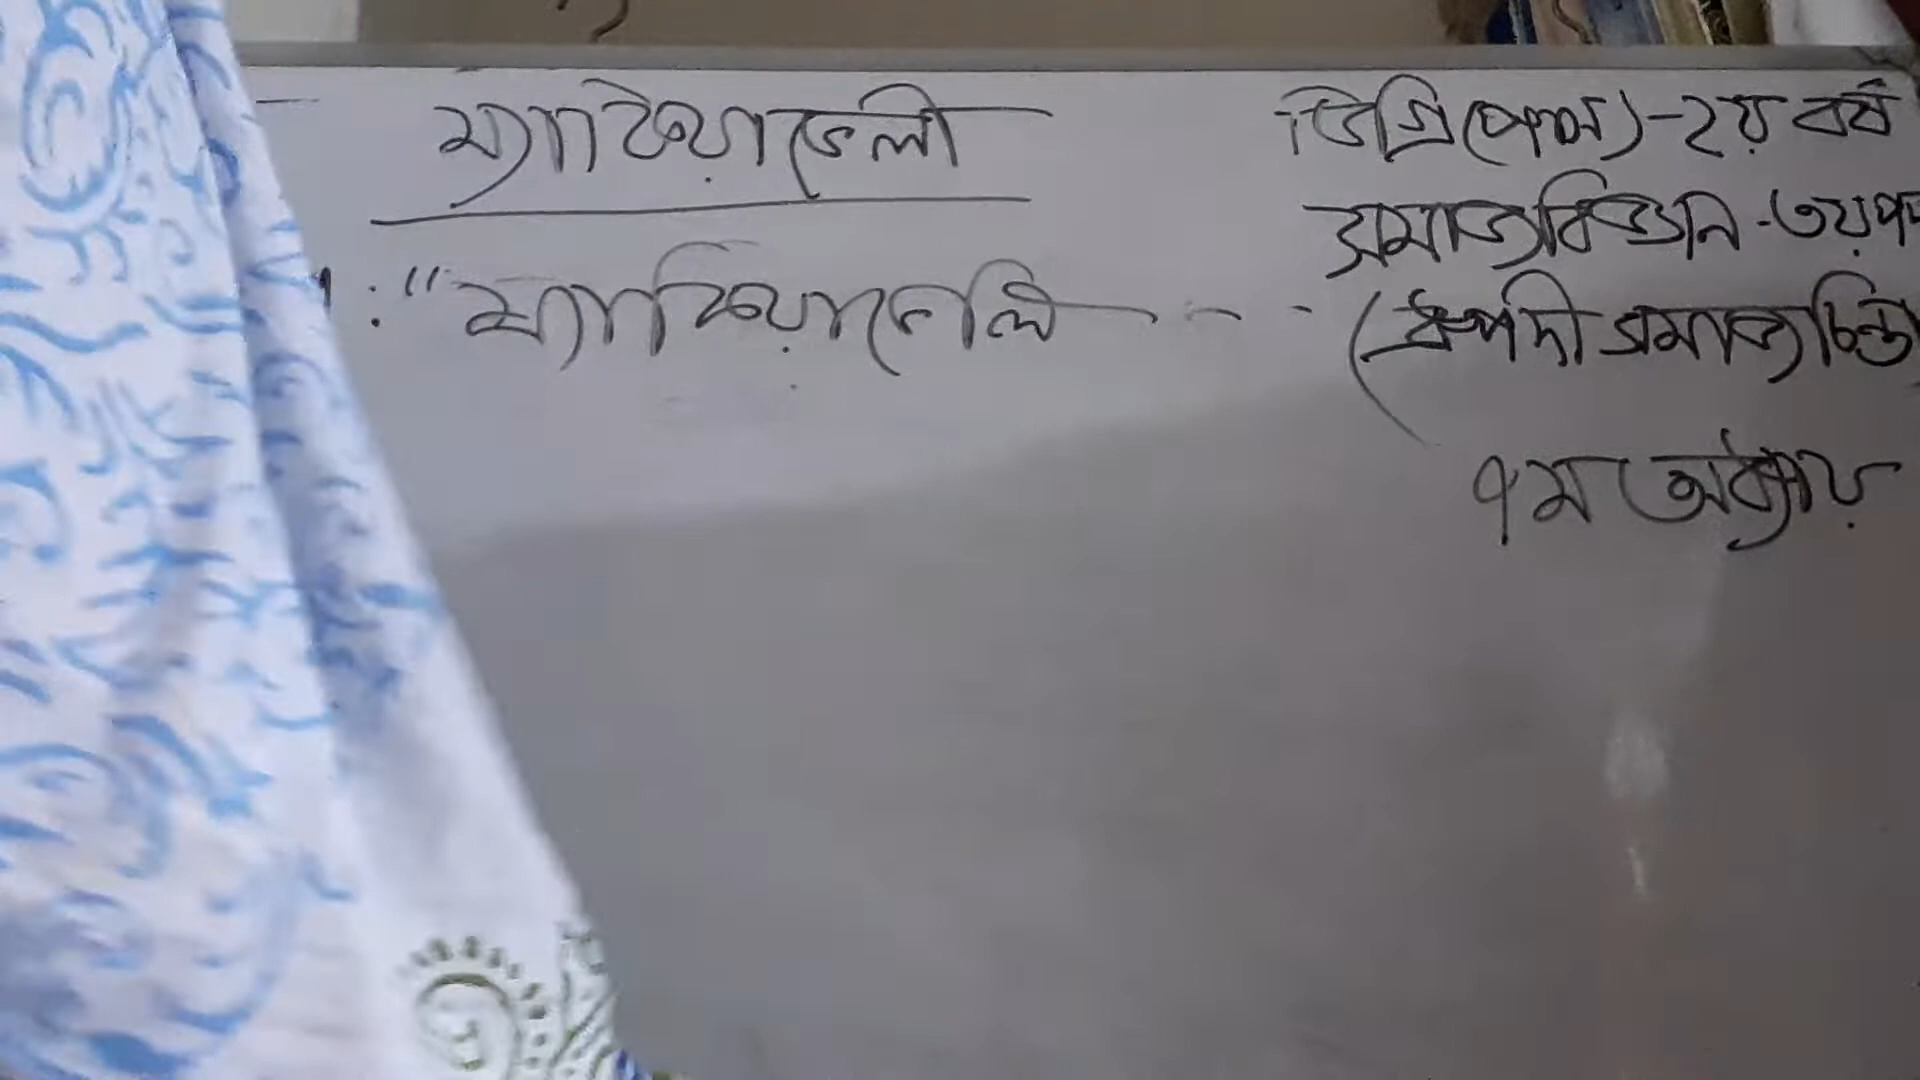 ম্যাকিয়াভেলী
: "ম্যাকিয়াভেলি - - -
ডিগ্রি (পাস) - ২য় বর্ষ
সমাজবিজ্ঞান - ৩য় প
(ধ্রুপদী সমাজচিন্তা
৭ম অধ্যায়